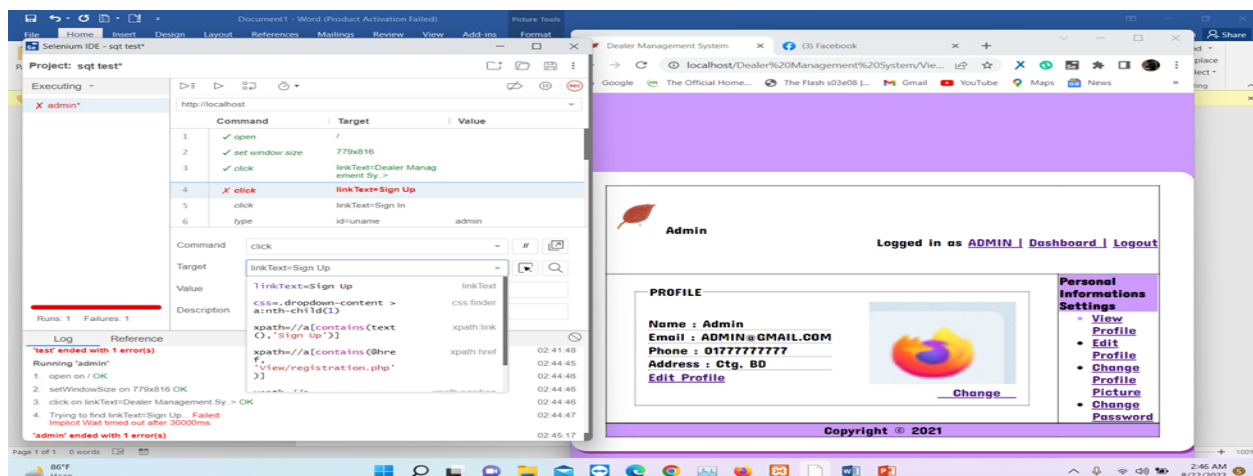 Document1 - Word (Product Activation Failed)
Picture Tools
File Home Insert Design Layout References Mailings Review View Add-ins Format
Share
Selenium IDE - sqt test*
Project: sqt test*
Executing
admin*
Runs: 1 Failures: 1
http://localhost
Command Target Value
1 ✓ open /
2 ✓ set window size 779x816
3 ✓ click linkText=Dealer Manag
ement Sy..>
4 X click linkText=Sign Up
5 click linkText=Sign In
6 type id=uname admin
Command click
//
Target linkText=Sign Up
Value
Description
linkText=Sign Up linkText
css=.dropdown-content > css:finder
a:nth-child(1)
xpath=//a[contains(text xpath:link
(),'Sign Up')]
xpath=//a[contains(@hre xpath:href
f,
'View/registration.php'
)]
Log Reference
'test' ended with 1 error(s) 02:41:48
Running 'admin' 02:44:45
1. open on / OK 02:44:46
2. setWindowSize on 779x816 OK 02:44:46
3. click on linkText=Dealer Management Sy..> OK 02:44:46
4. Trying to find linkText=Sign Up... Failed: 02:44:47
Implicit Wait timed out after 30000ms
'admin' ended with 1 error(s) 02:45:17
Page 1 of 1 0 words
100%
Dealer Management System
(3) Facebook
localhost/Dealer%20Management%20System/Vie...
Google The Official Home... The Flash s03e08 |... Gmail YouTube Maps News
Admin
Logged in as ADMIN | Dashboard | Logout
PROFILE
Name : Admin
Email : ADMIN@GMAIL.COM
Phone : 01777777777
Address : Ctg, BD
Edit Profile
Change
Personal
Informations
Settings
View
Profile
Edit
Profile
Change
Profile
Picture
Change
Password
Copyright © 2021
86°F
Haze
2:46 AM
8/22/2022